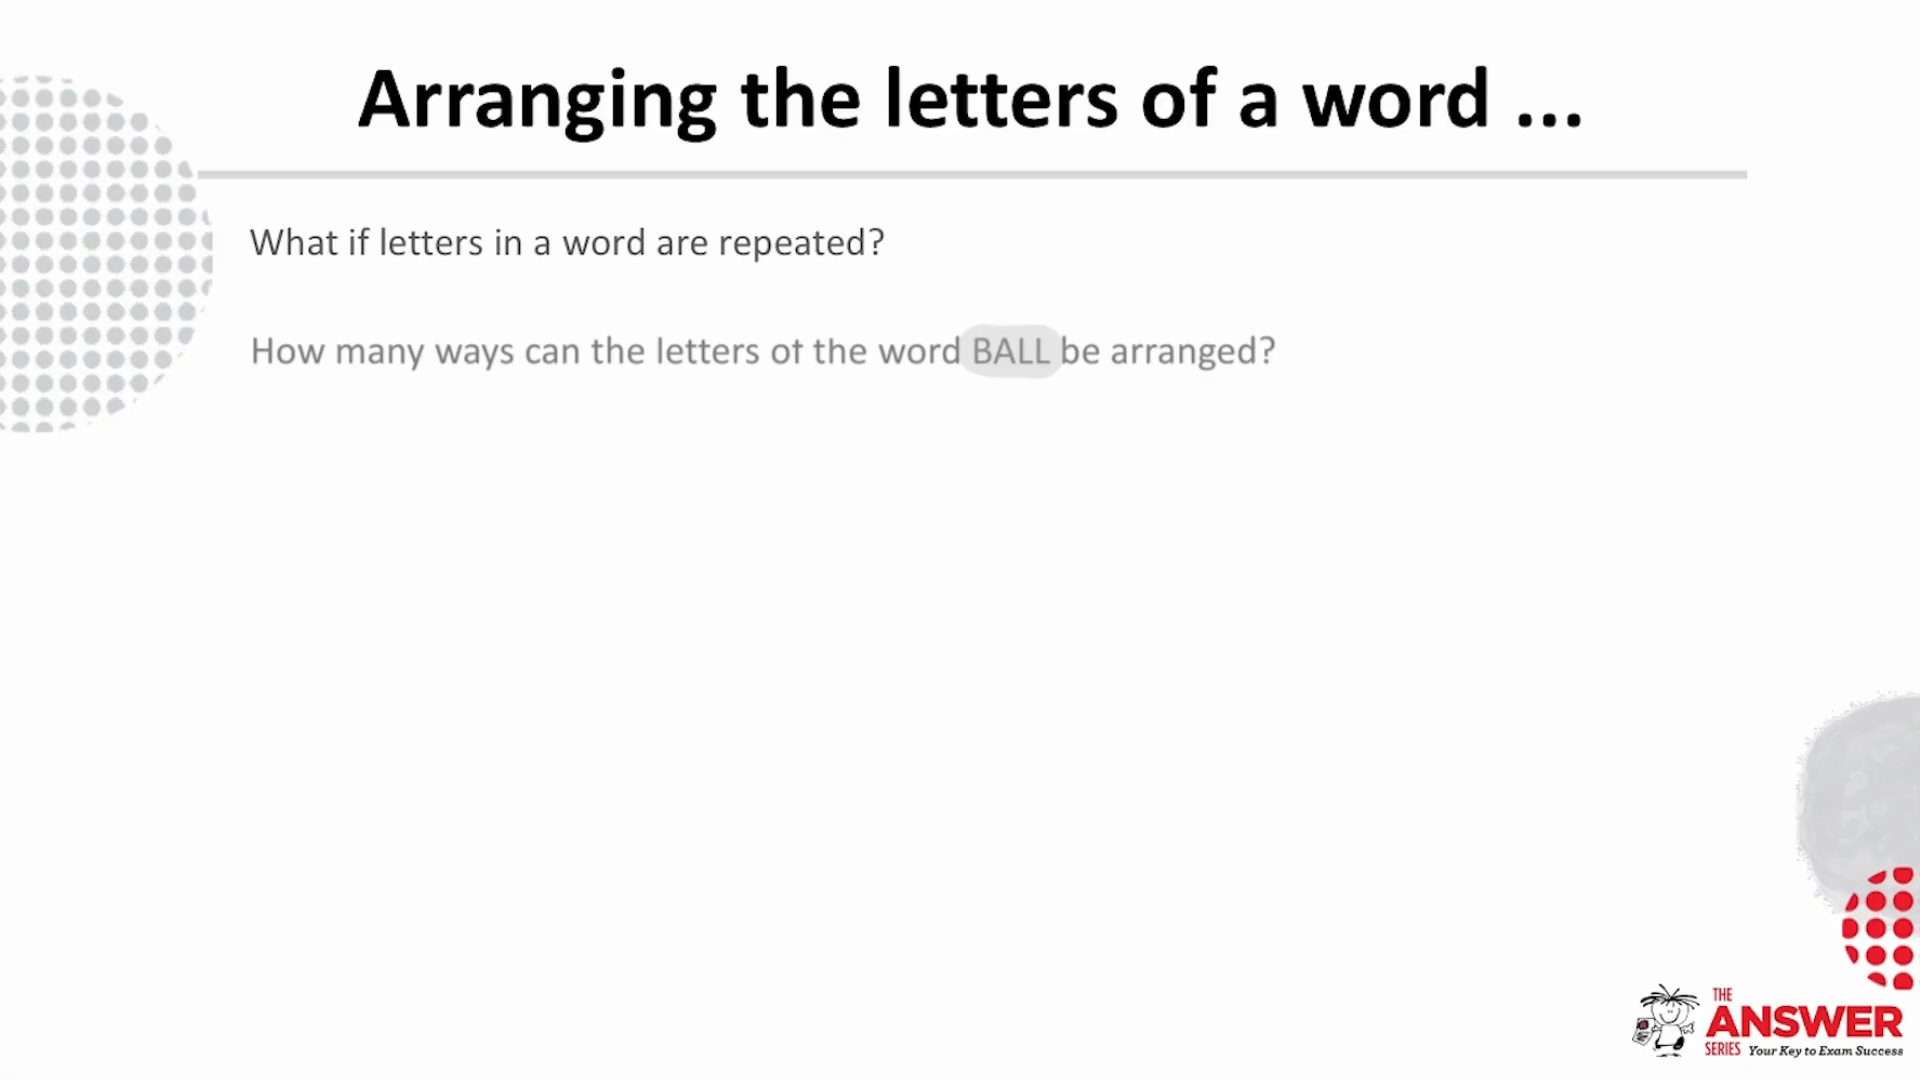 Arranging the letters of a word ...
What if letters in a word are repeated?
How many ways can the letters of the word BALL be arranged?
THE
ANSWER
SERIES Your Key to Exam Success